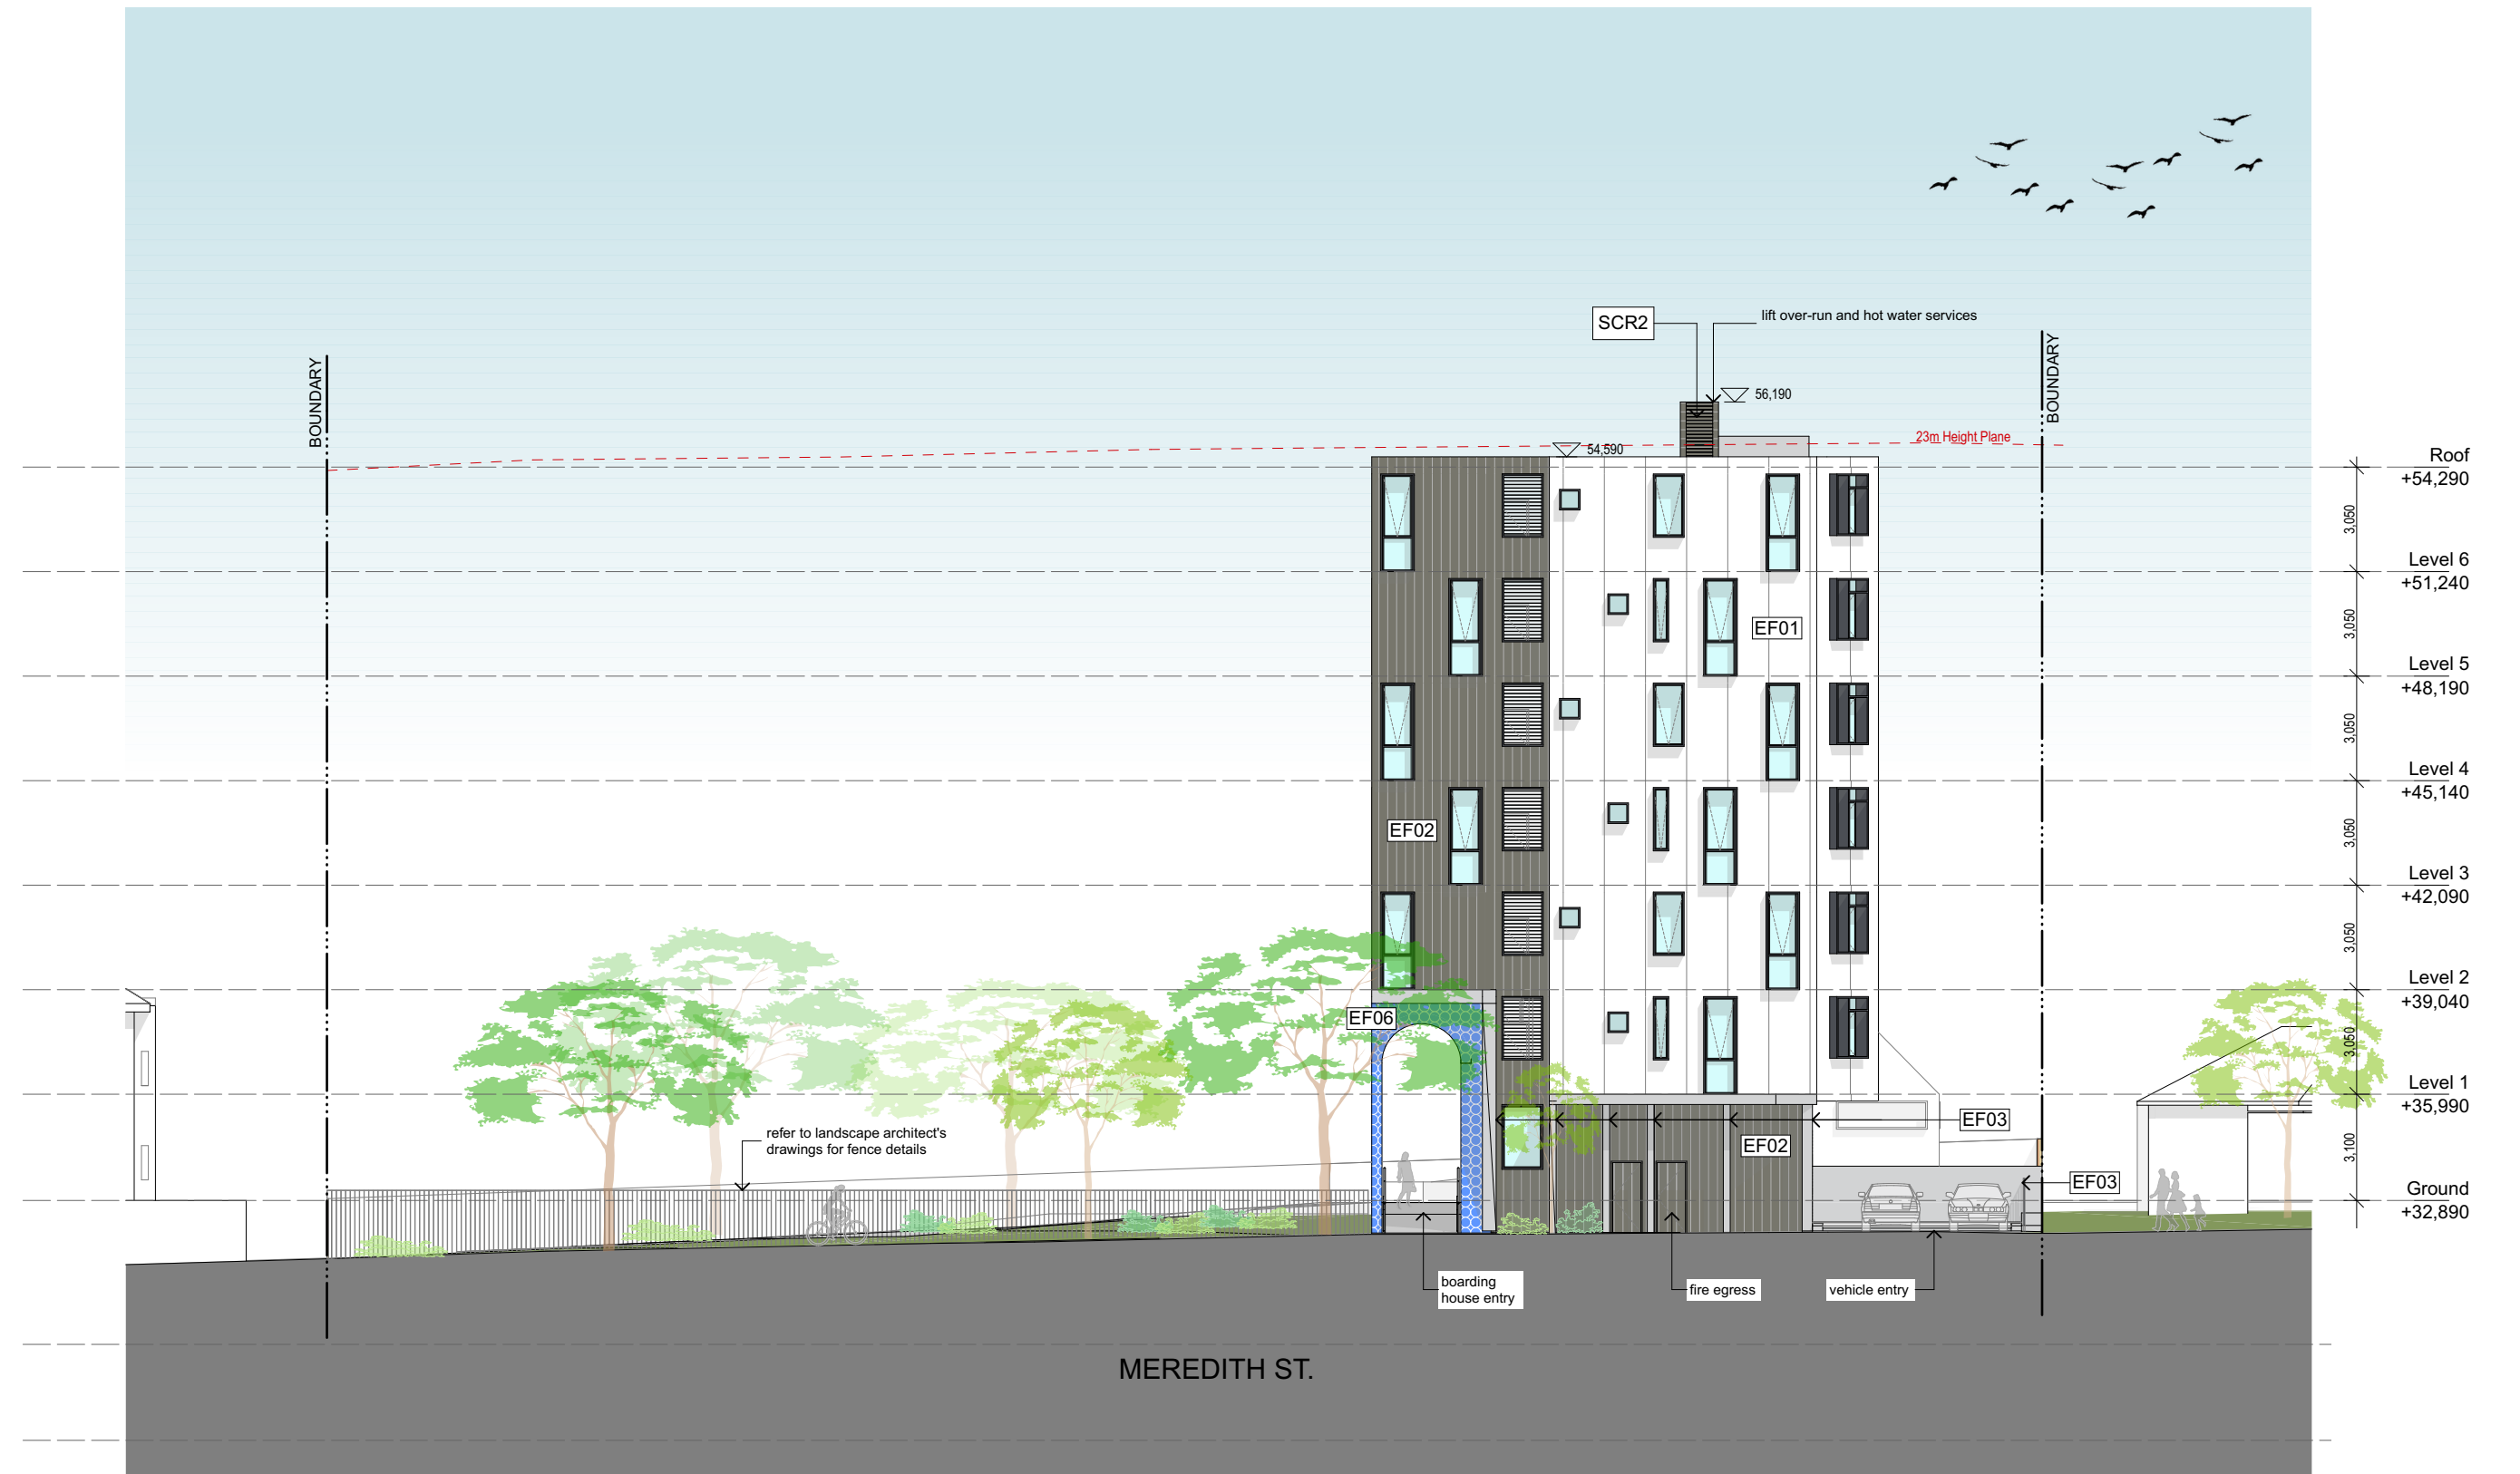 SCR2
lift over-run and hot water services
BOUNDARY
BOUNDARY
56,190
23m Height Plane
54,590
Roof
+54,290
3,050
Level 6
+51,240
EF01
3,050
Level 5
+48,190
3,050
Level 4
+45,140
EF02
3,050
Level 3
+42,090
3,050
Level 2
+39,040
EF06
3,050
Level 1
+35,990
EF03
refer to landscape architect's
drawings for fence details
EF02
3,100
EF03
Ground
+32,890
boarding
house entry
fire egress
vehicle entry
MEREDITH ST.